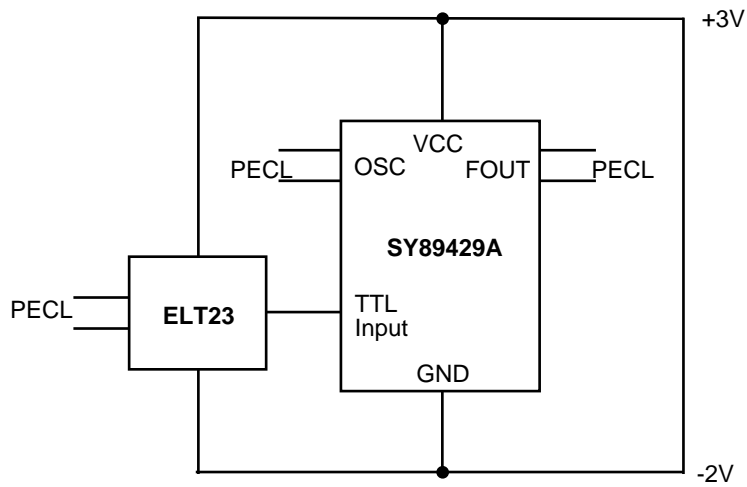 +3V
VCC
PECL
OSC
FOUT
PECL
SY89429A
PECL
ELT23
TTL
Input
GND
-2V